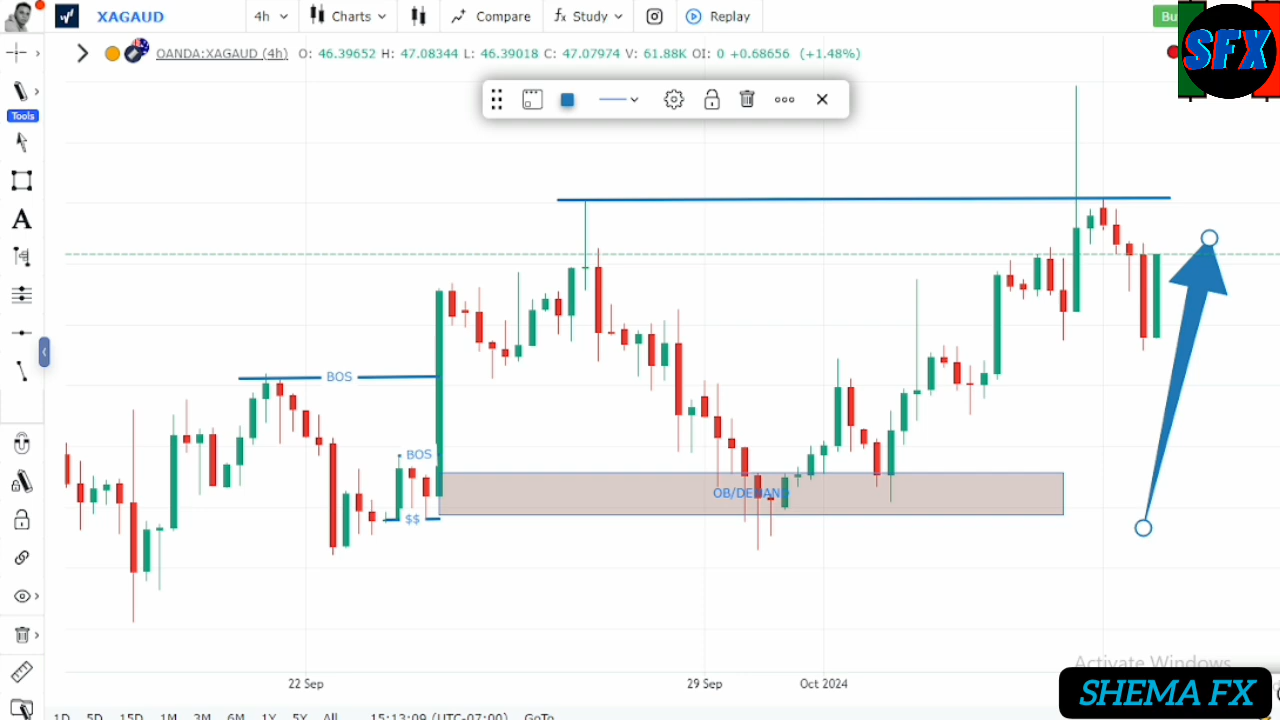 XAGAUD 4h Charts Compare fx Study Replay
SFX
OANDA:XAGAUD (4h) O: 46.39652 H: 47.08344 L: 46.39018 C: 47.07974 V: 61.88K OI: 0 +0.68656 (+1.48%)
Tools
A
BOS
BOS
OB/DEMAND
$$
Activate Windows
22 Sep 29 Sep Oct 2024
SHEMA FX
1D 5D 15D 1M 3M 6M 1Y 5Y All 15:13:09 (UTC-07:00) GoTo